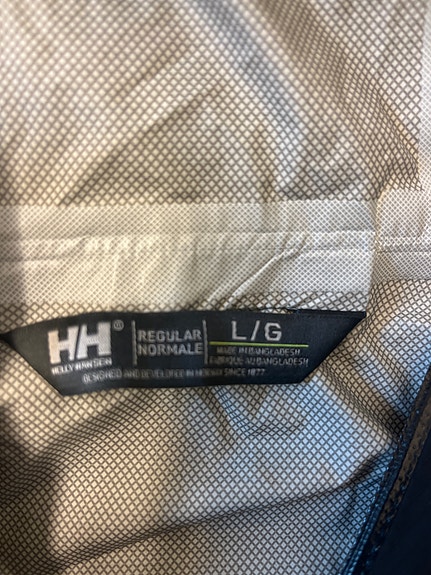 HH®
HELLY HANSEN
REGULAR
NORMALE
L/G
MADE IN BANGLADESH
FABRIQUÉ AU BANGLADESH
DESIGNED AND DEVELOPED IN NORWAY SINCE 1877